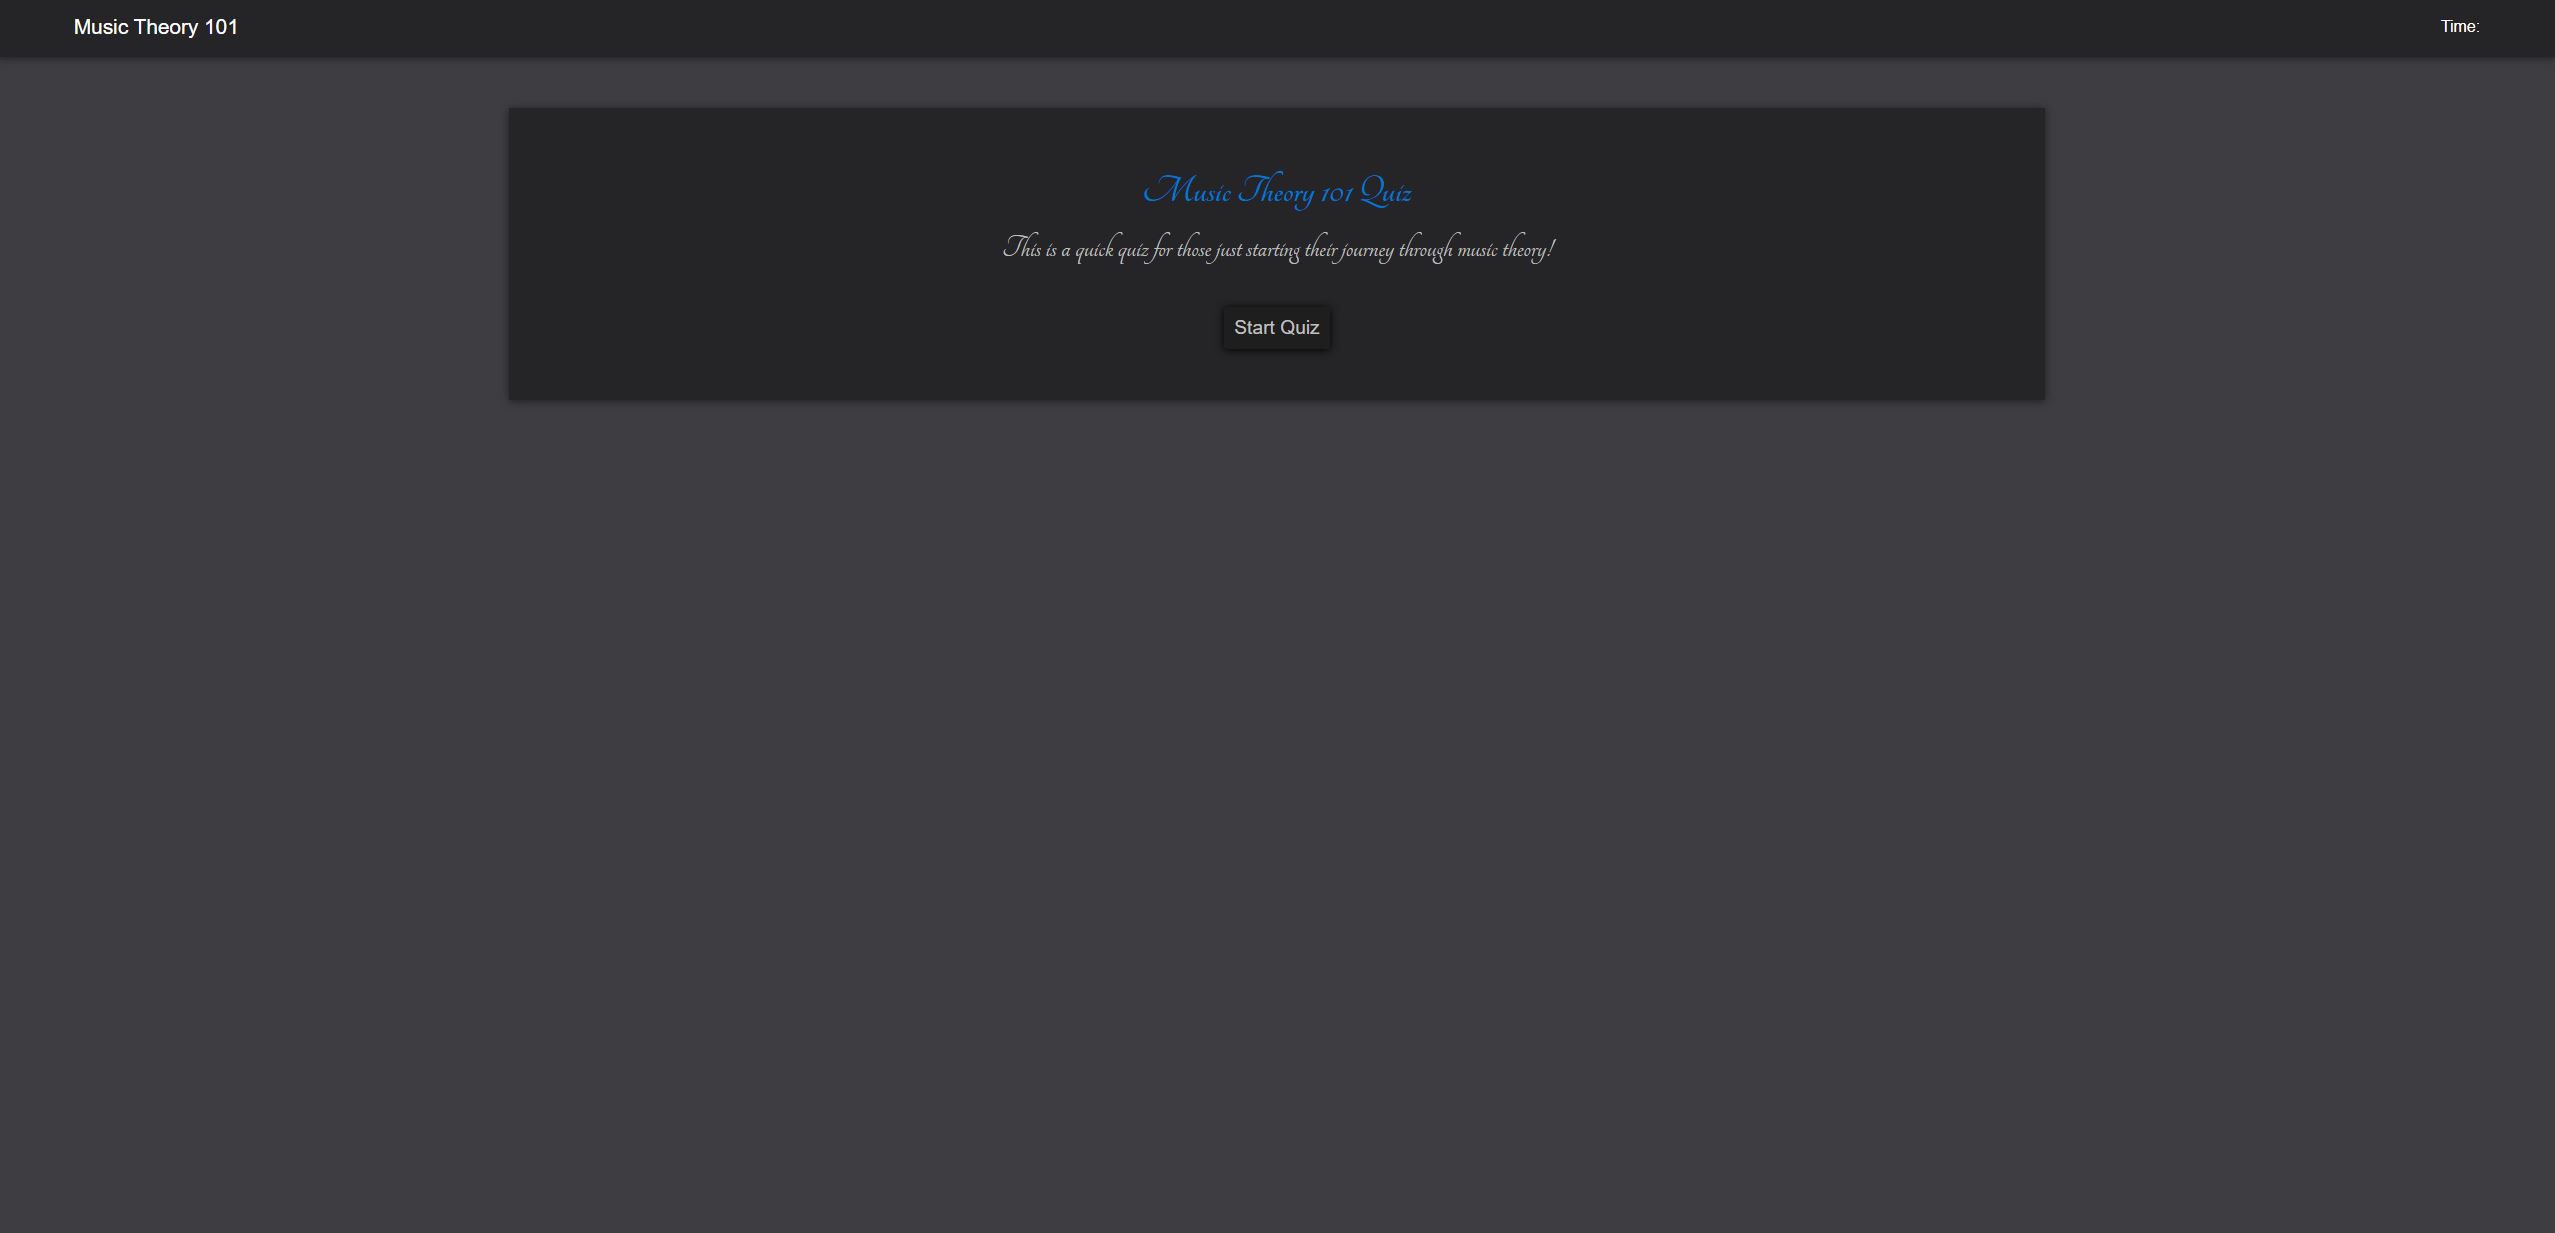 Music Theory 101
Time:
Music Theory 101 Quiz
This is a quick quiz for those just starting their journey through music theory!
Start Quiz